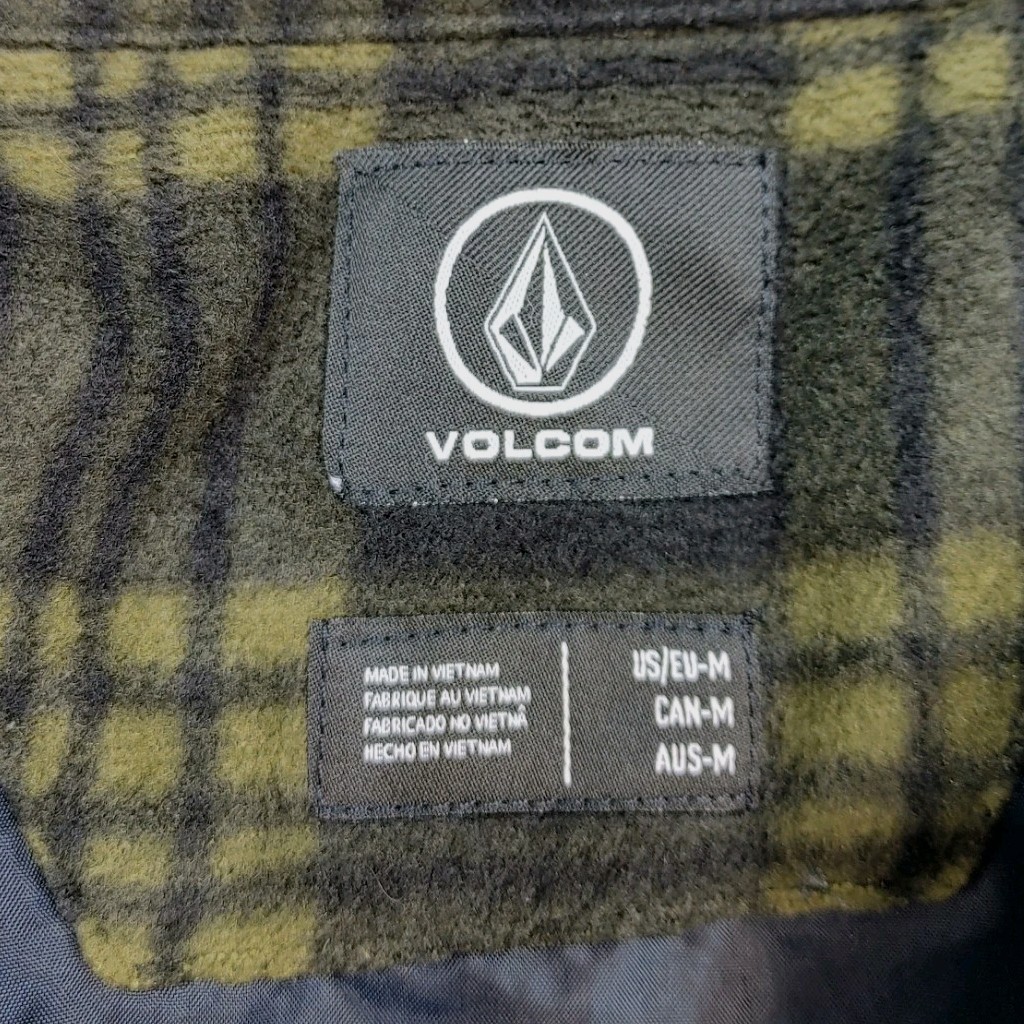 VOLCOM
MADE IN VIETNAM
FABRIQUE AU VIETNAM
FABRICADO NO VIETNÃ
HECHO EN VIETNAM
US/EU-M
CAN-M
AUS-M